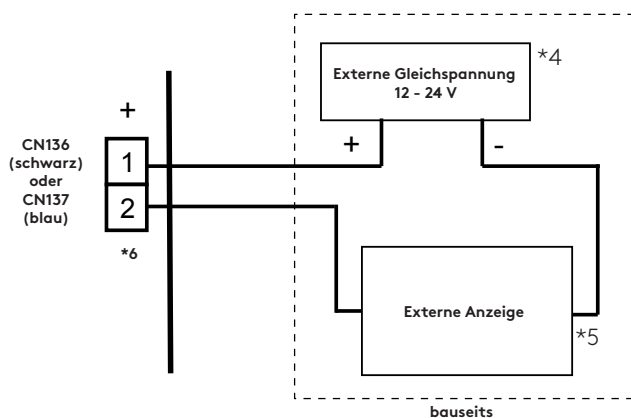 Externe Gleichspannung
12 - 24 V
*4
+
-
+
CN136
(schwarz)
oder
CN137
(blau)
1
2
*6
Externe Anzeige
*5
bauseits